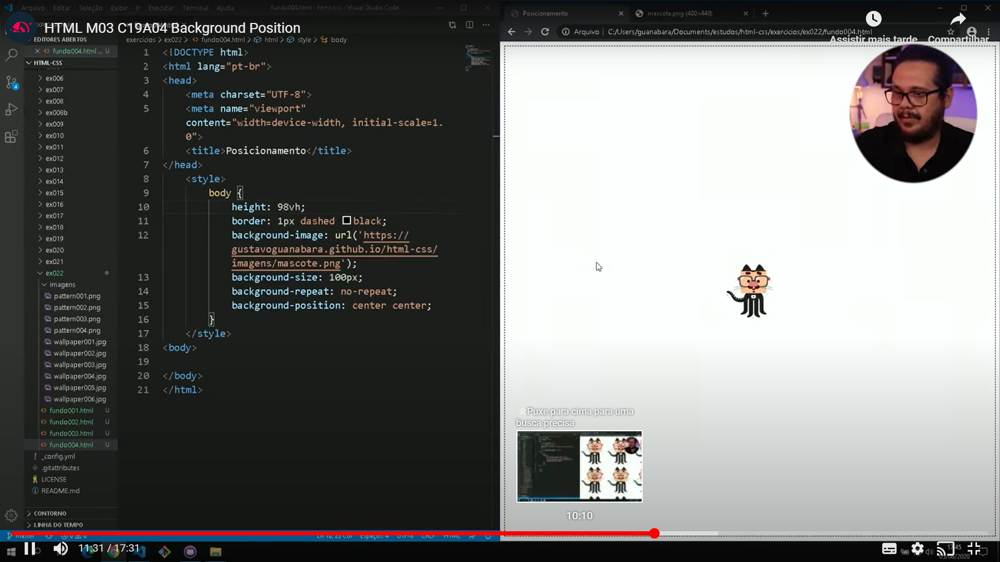 Arquivo Editar Seleção Exibir Ir Executar Terminal Ajuda fundo004.html - html-css - Visual Studio Code
HTML M03 C19A04 Background Position
EDITORES ABERTOS
fundo004.html ... U
HTML-CSS
ex006
ex007
ex008
ex008b
ex009
ex010
ex011
ex012
ex013
ex014
ex015
ex016
ex017
ex018
ex019
ex020
ex021
ex022
imagens
pattern001.png
pattern002.png
pattern003.png
pattern004.png
wallpaper001.jpg
wallpaper002.jpg
wallpaper003.jpg
wallpaper004.jpg
wallpaper005.jpg
wallpaper006.jpg
fundo001.html U
fundo002.html U
fundo003.html U
fundo004.html U
_config.yml
.gitattributes
LICENSE
README.md
CONTORNO
LINHA DO TEMPO
4
exercicios > ex022 > fundo004.html > html > style > body
1 <!DOCTYPE html>
2 <html lang="pt-br">
3 <head>
4 <meta charset="UTF-8">
5 <meta name="viewport"
content="width=device-width, initial-scale=1.
0">
6 <title>Posicionamento</title>
7 </head>
8 <style>
9 body {
10 height: 98vh;
11 border: 1px dashed black;
12 background-image: url('https://
gustavoguanabara.github.io/html-css/
imagens/mascote.png');
13 background-size: 100px;
14 background-repeat: no-repeat;
15 background-position: center center;
16 }
17 </style>
18 <body>
19
20 </body>
21 </html>
Posicionamento
mascote.png (400×448)
Arquivo C:/Users/guanabara/Documents/estudos/html-css/exercicios/ex022/fundo004.html
Assistir mais tarde
Compartilhar
Puxe para cima para uma
busca precisa
10:10
master
11:31 / 17:31